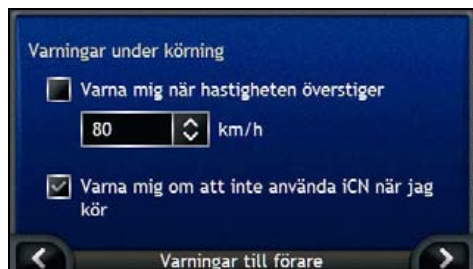 Varningar under körning
Varna mig när hastigheten överstiger
80 km/h
Varna mig om att inte använda iCN när jag
kör
Varningar till förare